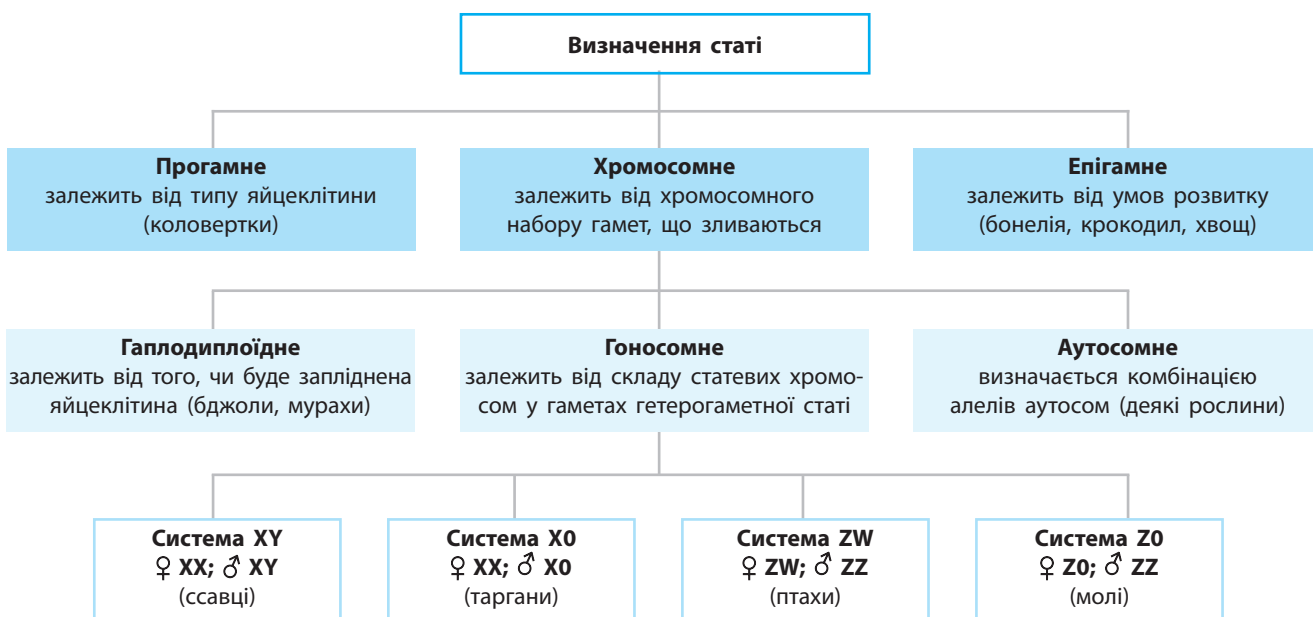 Визначення статі
Прогамне
залежить від типу яйцеклітини
(коловертки)
Хромосомне
залежить від хромосомного
набору гамет, що зливаються
Епігамне
залежить від умов розвитку
(бонелія, крокодил, хвощ)
Гаплодиплоїдне
залежить від того, чи буде запліднена
яйцеклітина (бджоли, мурахи)
Гоносомне
залежить від складу статевих хромо-
сом у гаметах гетерогаметної статі
Аутосомне
визначається комбінацією
алелів аутосом (деякі рослини)
Система XY
♀ XX; ♂ XY
(ссавці)
Система X0
♀ XX; ♂ X0
(таргани)
Система ZW
♀ ZW; ♂ ZZ
(птахи)
Система Z0
♀ Z0; ♂ ZZ
(молі)